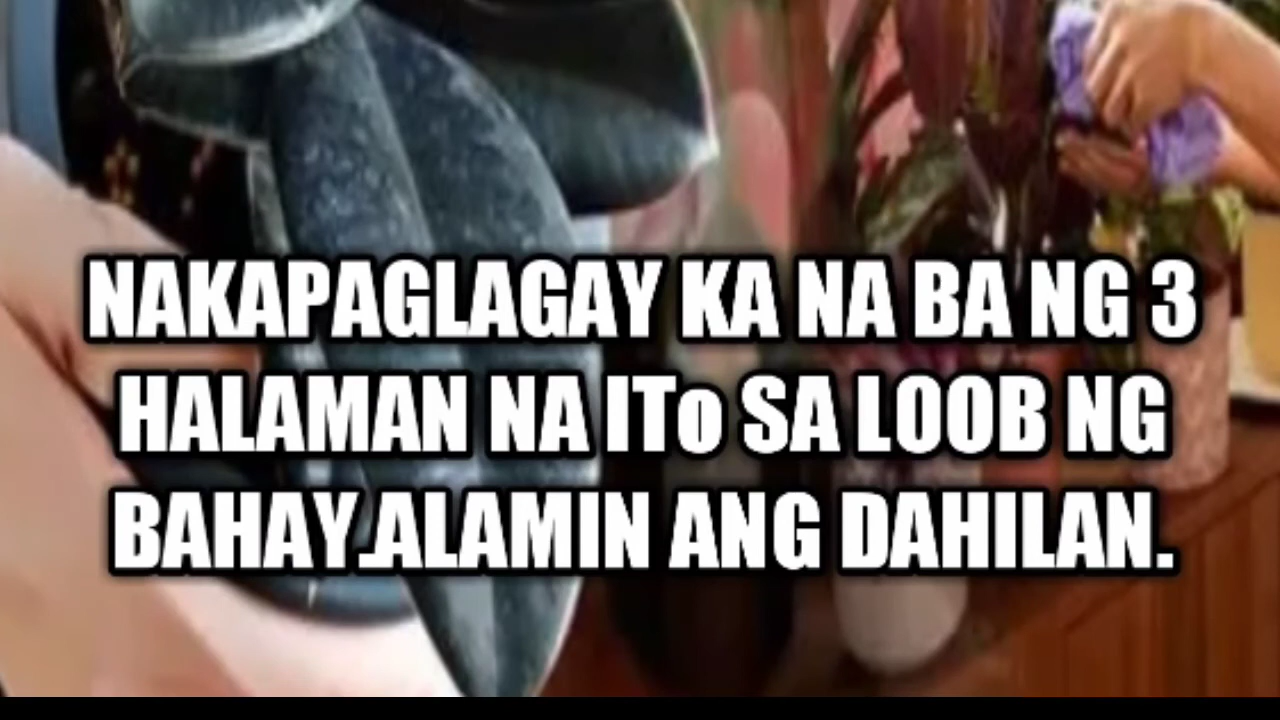 NAKAPAGLAGAY KA NA BA NG 3
HALAMAN NA ITo SA LOOB NG
BAHAY.ALAMIN ANG DAHILAN.